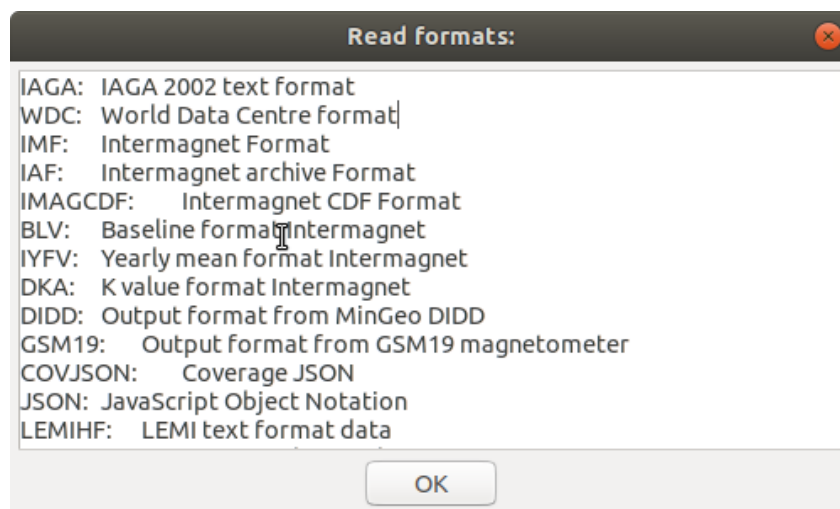 Read formats:
IAGA: IAGA 2002 text format
WDC: World Data Centre format
IMF: Intermagnet Format
IAF: Intermagnet archive Format
IMAGCDF: Intermagnet CDF Format
BLV: Baseline format Intermagnet
IYFV: Yearly mean format Intermagnet
DKA: K value format Intermagnet
DIDD: Output format from MinGeo DIDD
GSM19: Output format from GSM19 magnetometer
COVJSON: Coverage JSON
JSON: JavaScript Object Notation
LEMIHF: LEMI text format data
OK